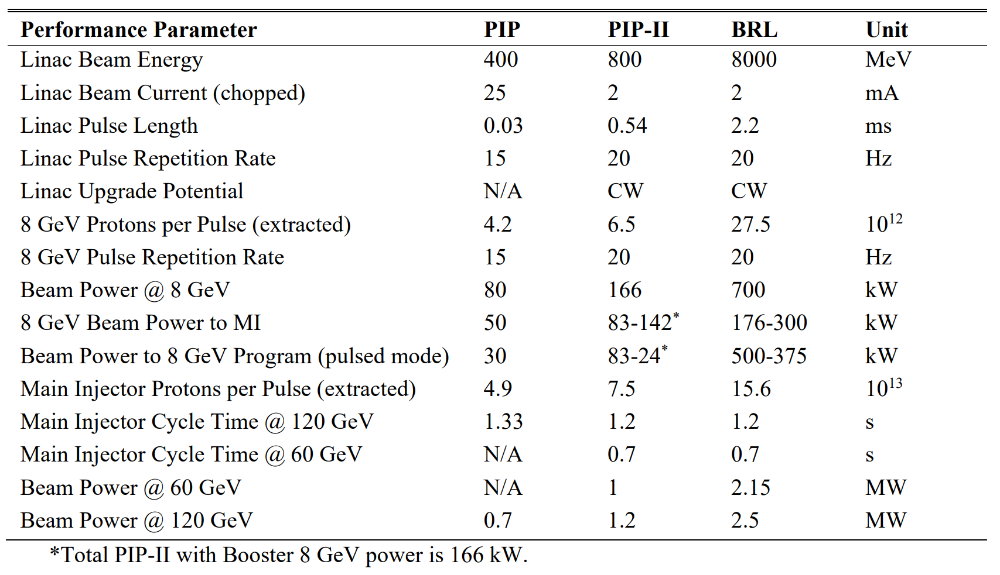 Performance Parameter PIP PIP-II BRL Unit
Linac Beam Energy 400 800 8000 MeV
Linac Beam Current (chopped) 25 2 2 mA
Linac Pulse Length 0.03 0.54 2.2 ms
Linac Pulse Repetition Rate 15 20 20 Hz
Linac Upgrade Potential N/A CW CW
8 GeV Protons per Pulse (extracted) 4.2 6.5 27.5 10¹²
8 GeV Pulse Repetition Rate 15 20 20 Hz
Beam Power @ 8 GeV 80 166 700 kW
8 GeV Beam Power to MI 50 83-142* 176-300 kW
Beam Power to 8 GeV Program (pulsed mode) 30 83-24* 500-375 kW
Main Injector Protons per Pulse (extracted) 4.9 7.5 15.6 10¹³
Main Injector Cycle Time @ 120 GeV 1.33 1.2 1.2 s
Main Injector Cycle Time @ 60 GeV N/A 0.7 0.7 s
Beam Power @ 60 GeV N/A 1 2.15 MW
Beam Power @ 120 GeV 0.7 1.2 2.5 MW
*Total PIP-II with Booster 8 GeV power is 166 kW.